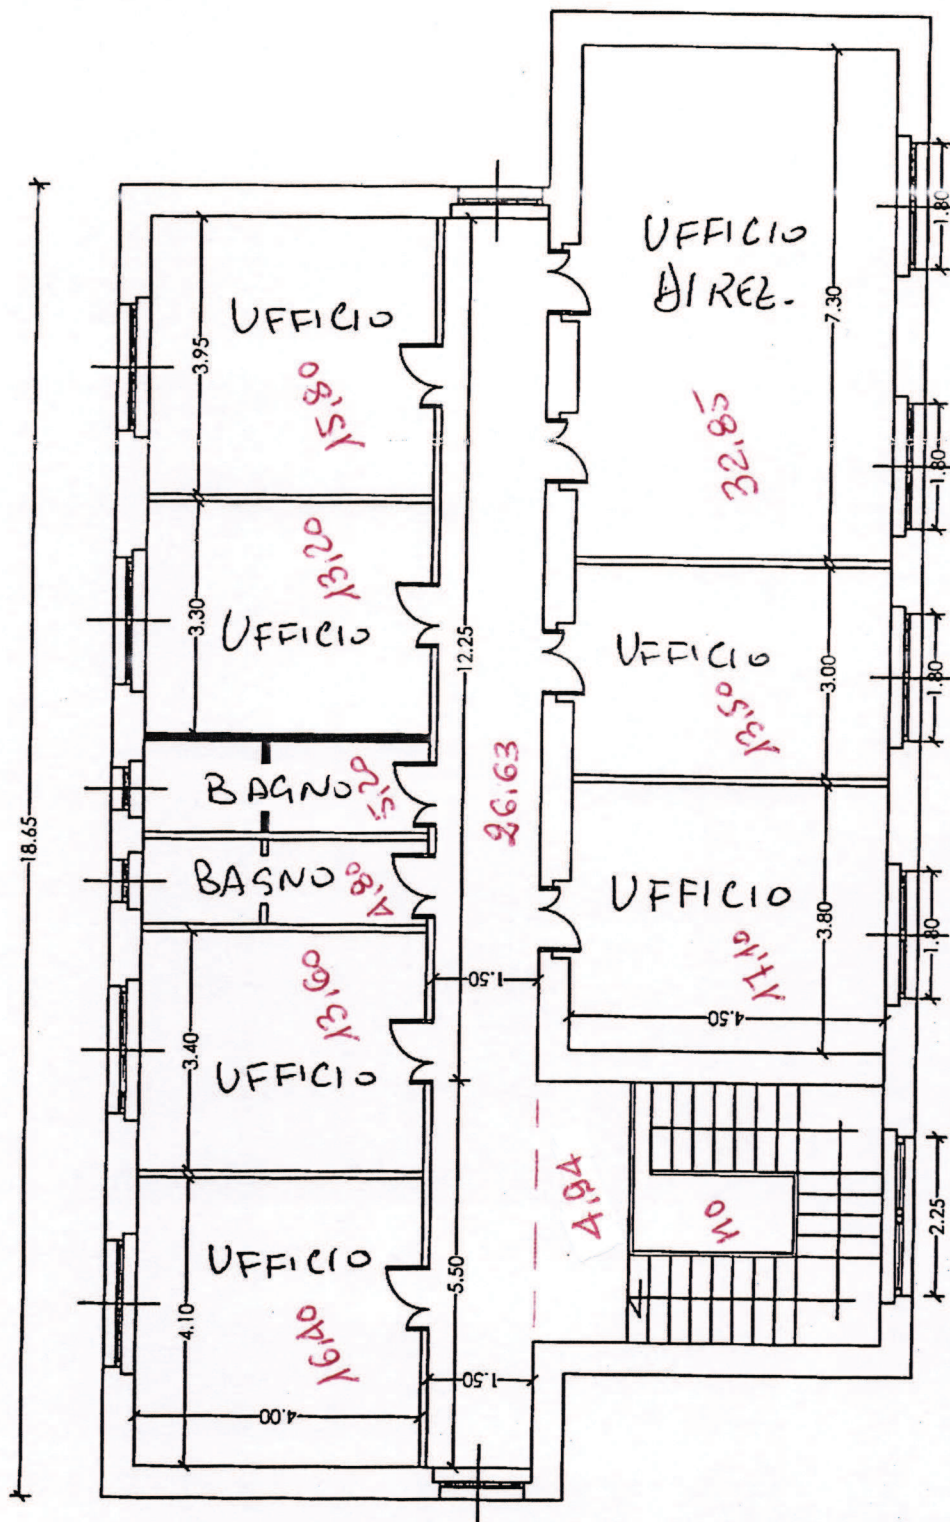 18.65
UFFICIO
15,80
3.95
UFFICIO
13,20
3.30
BAGNO
5,20
BAGNO
4,80
UFFICIO
13,60
3.40
UFFICIO
16,40
4.10
4.00
12.25
26,63
1.50
5.50
1.50
UFFICIO
DIREZ.
32,85
7.30
1.80
1.80
UFFICIO
13,50
3.00
1.80
UFFICIO
17,10
3.80
4.50
1.80
4,94
no
2.25